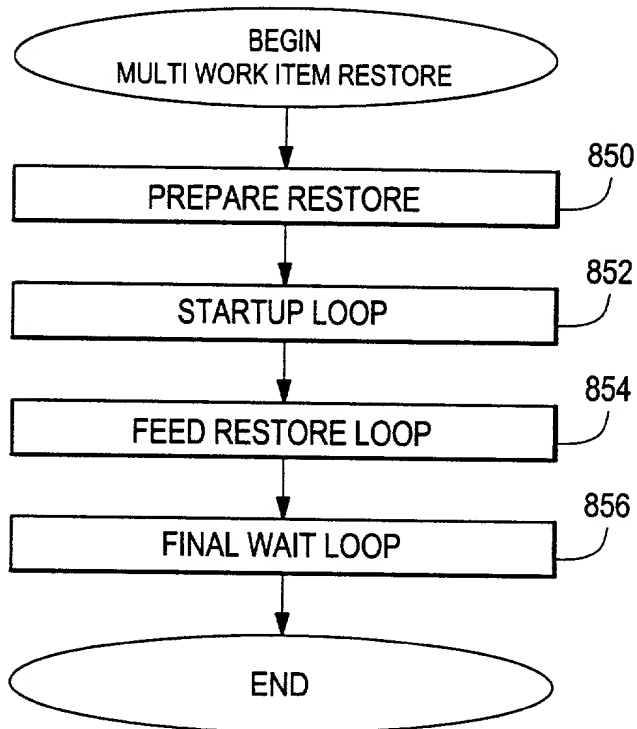 BEGIN
MULTI WORK ITEM RESTORE
850
PREPARE RESTORE
852
STARTUP LOOP
854
FEED RESTORE LOOP
856
FINAL WAIT LOOP
END